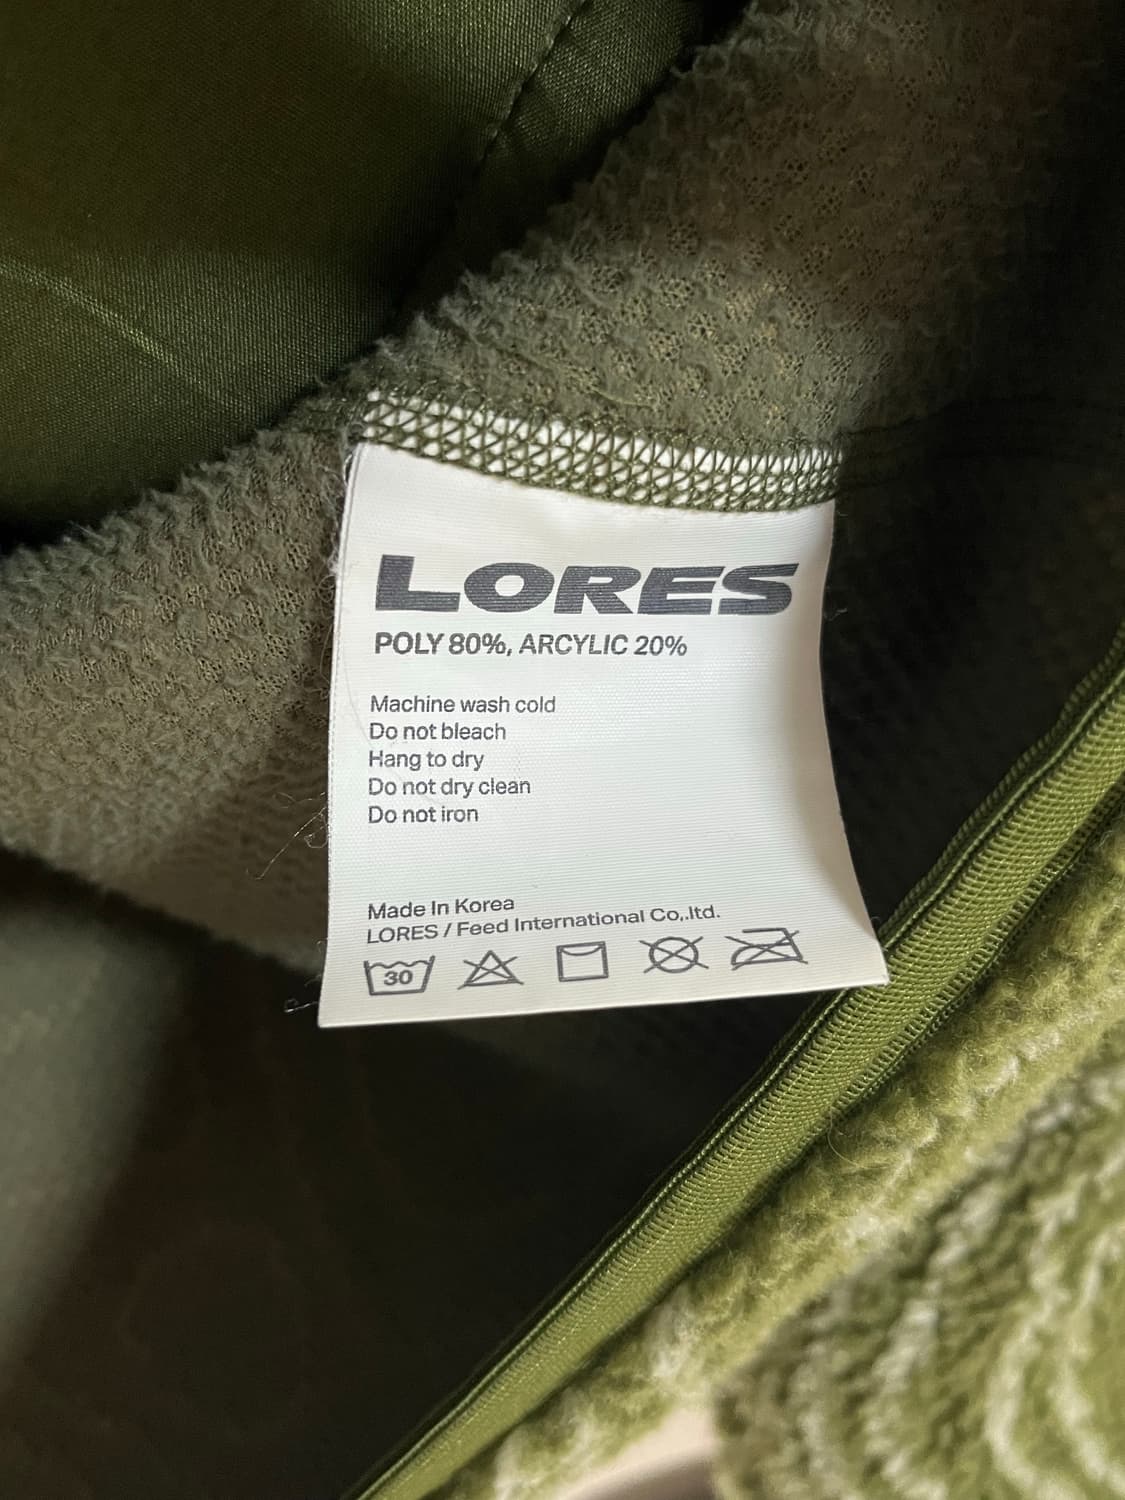 LORES
POLY 80%, ARCYLIC 20%
Machine wash cold
Do not bleach
Hang to dry
Do not dry clean
Do not iron
Made In Korea
LORES / Feed International Co,.ltd.
30